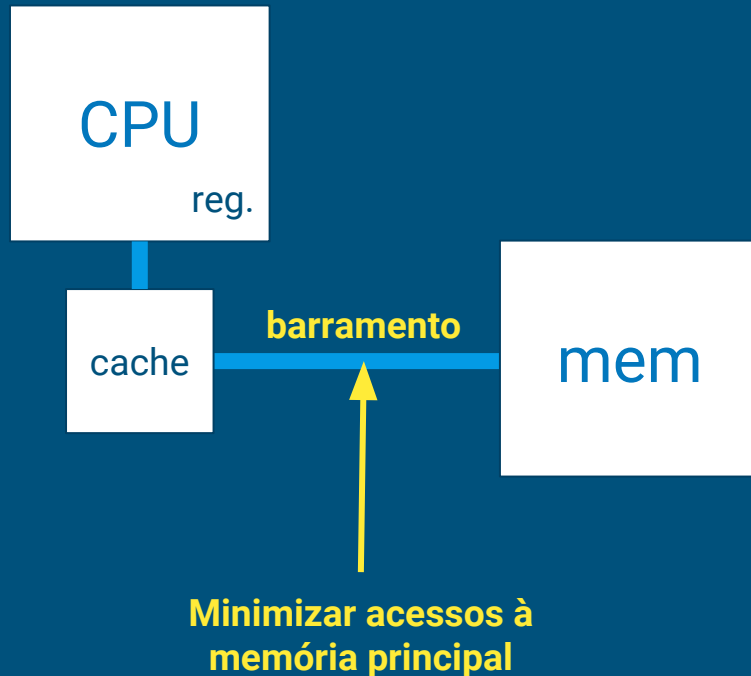 CPU
reg.
barramento
cache
mem
Minimizar acessos à
memória principal